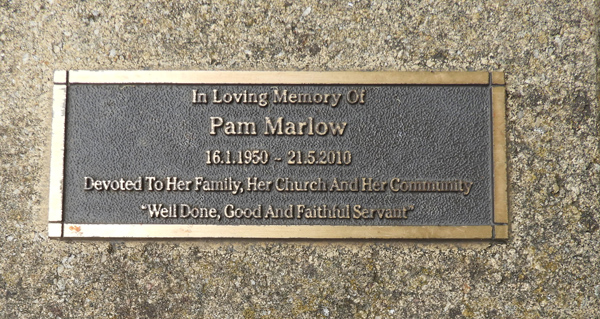 In Loving Memory Of
Pam Marlow
16.1.1950 ~ 21.5.2010
Devoted To Her Family, Her Church And Her Community
"Well Done, Good And Faithful Servant"